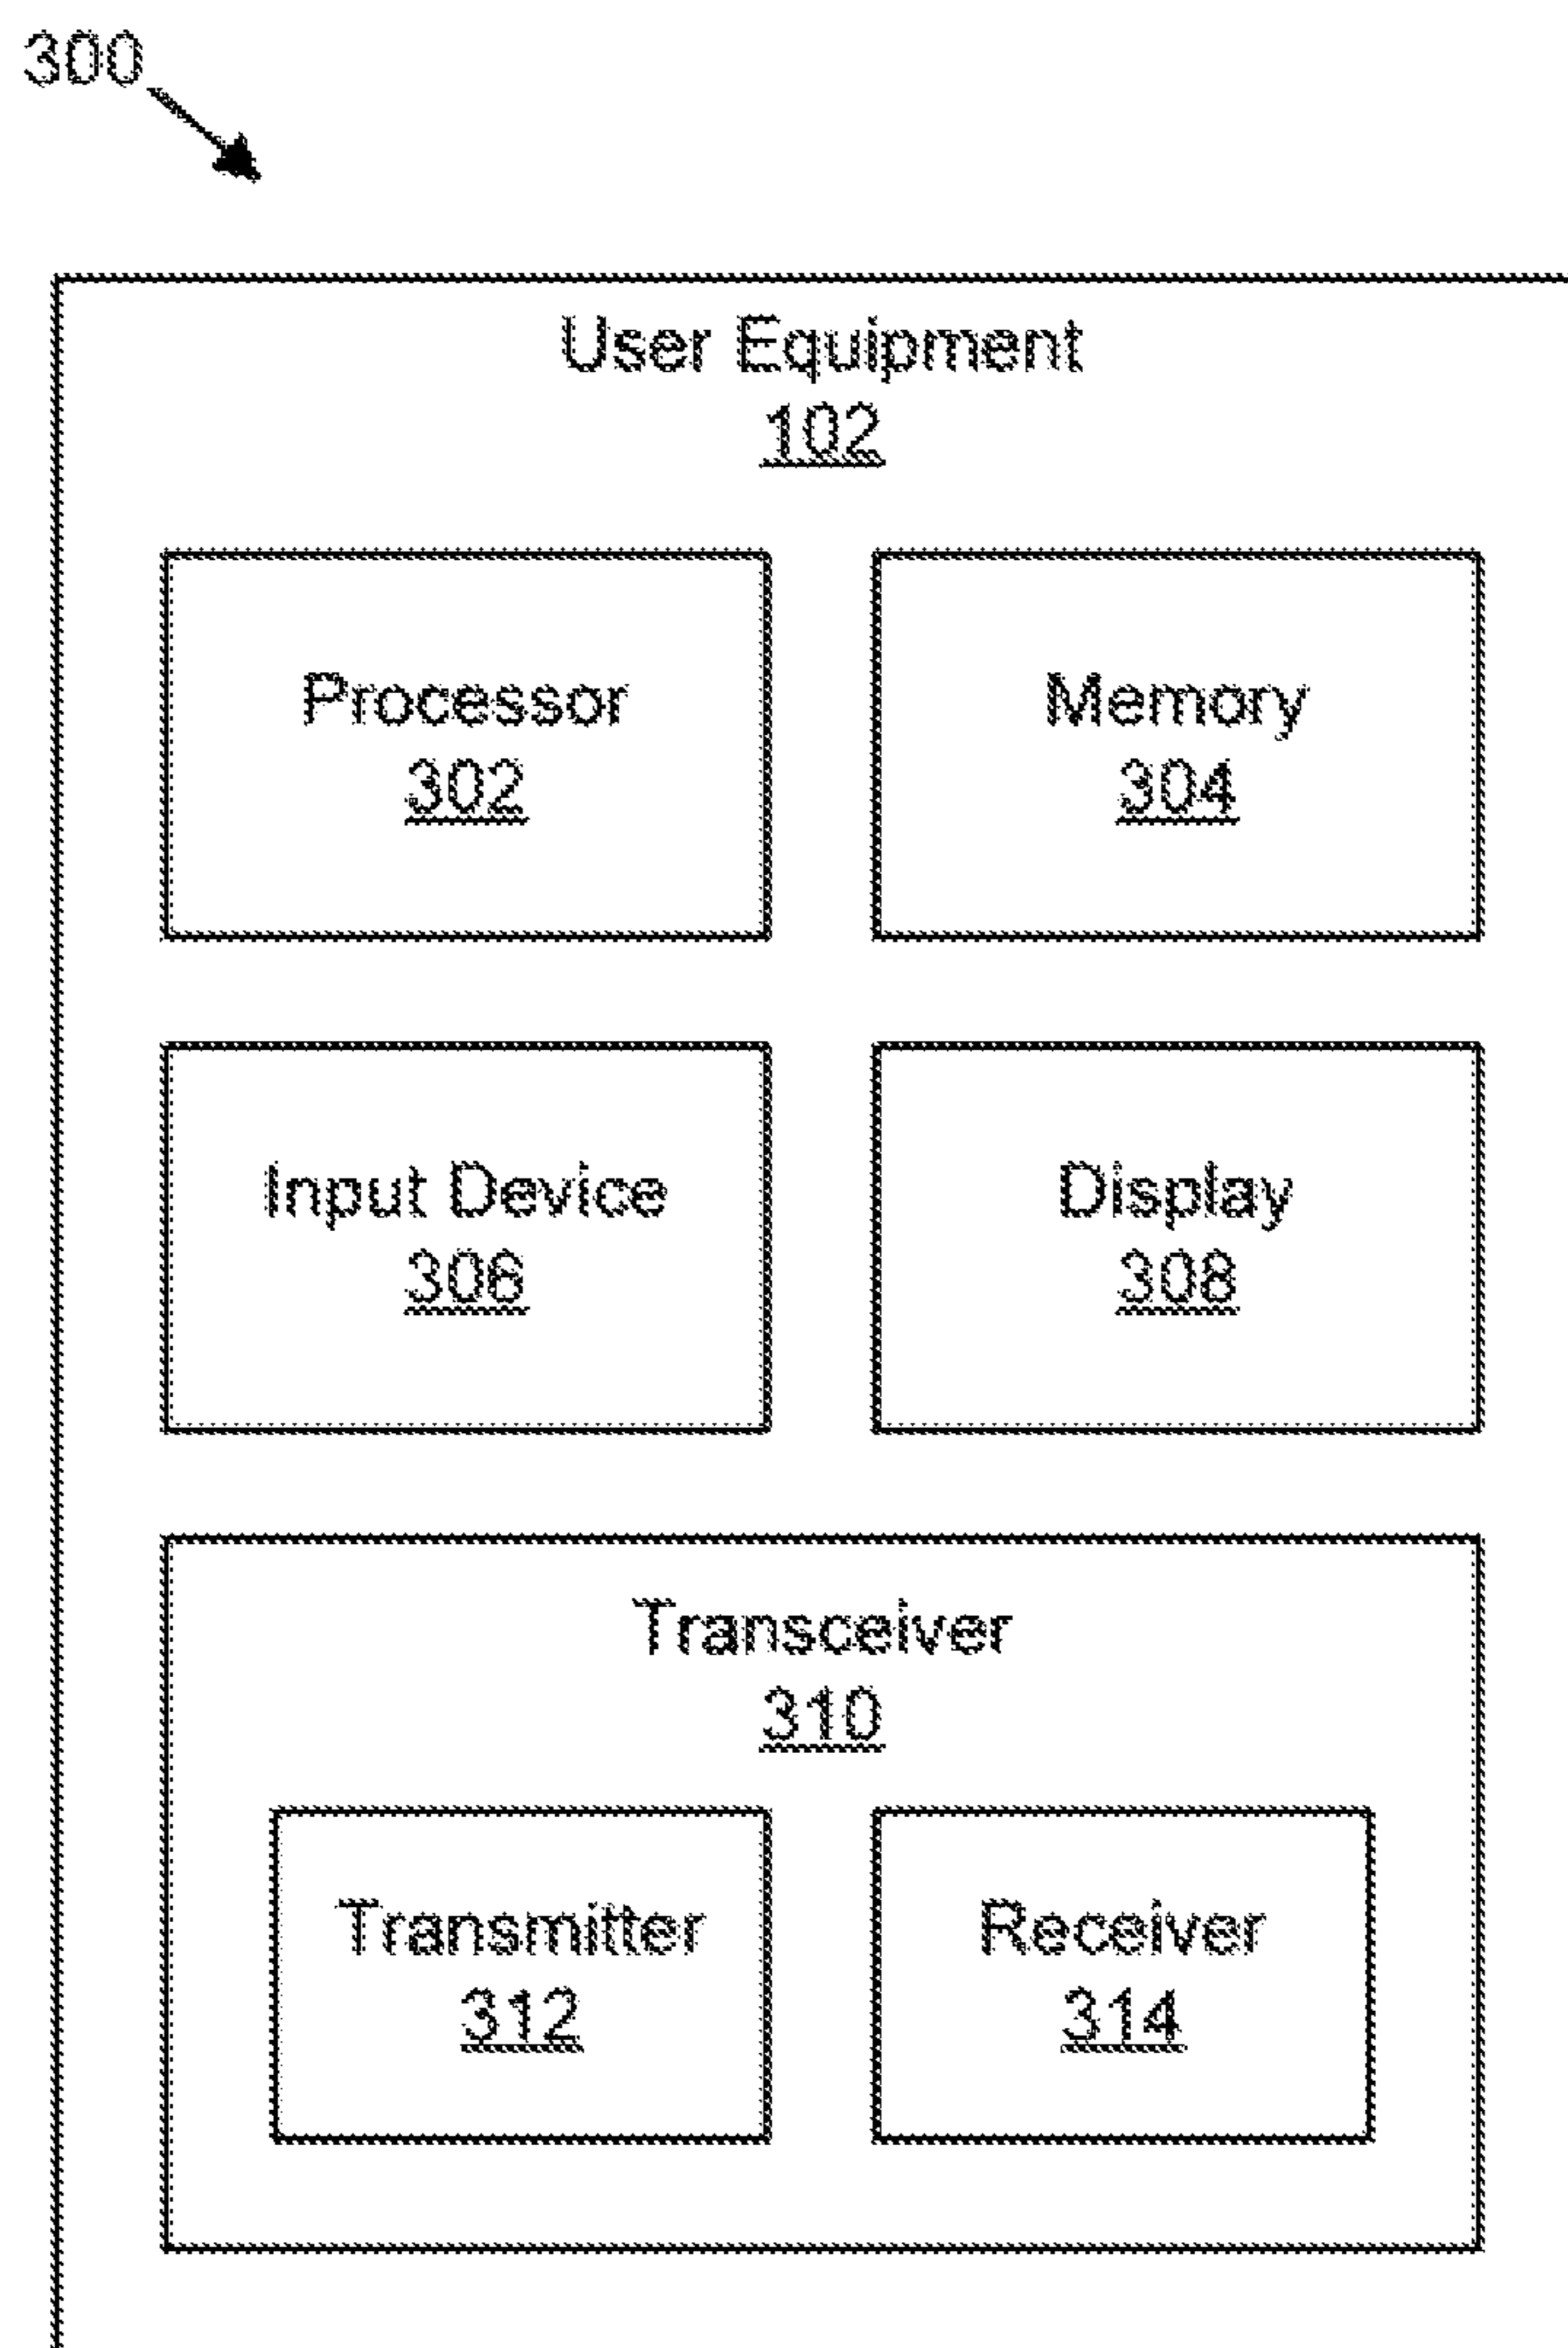 300
User Equipment
102
Processor
302
Memory
304
Input Device
306
Display
308
Transceiver
310
Transmitter
312
Receiver
314